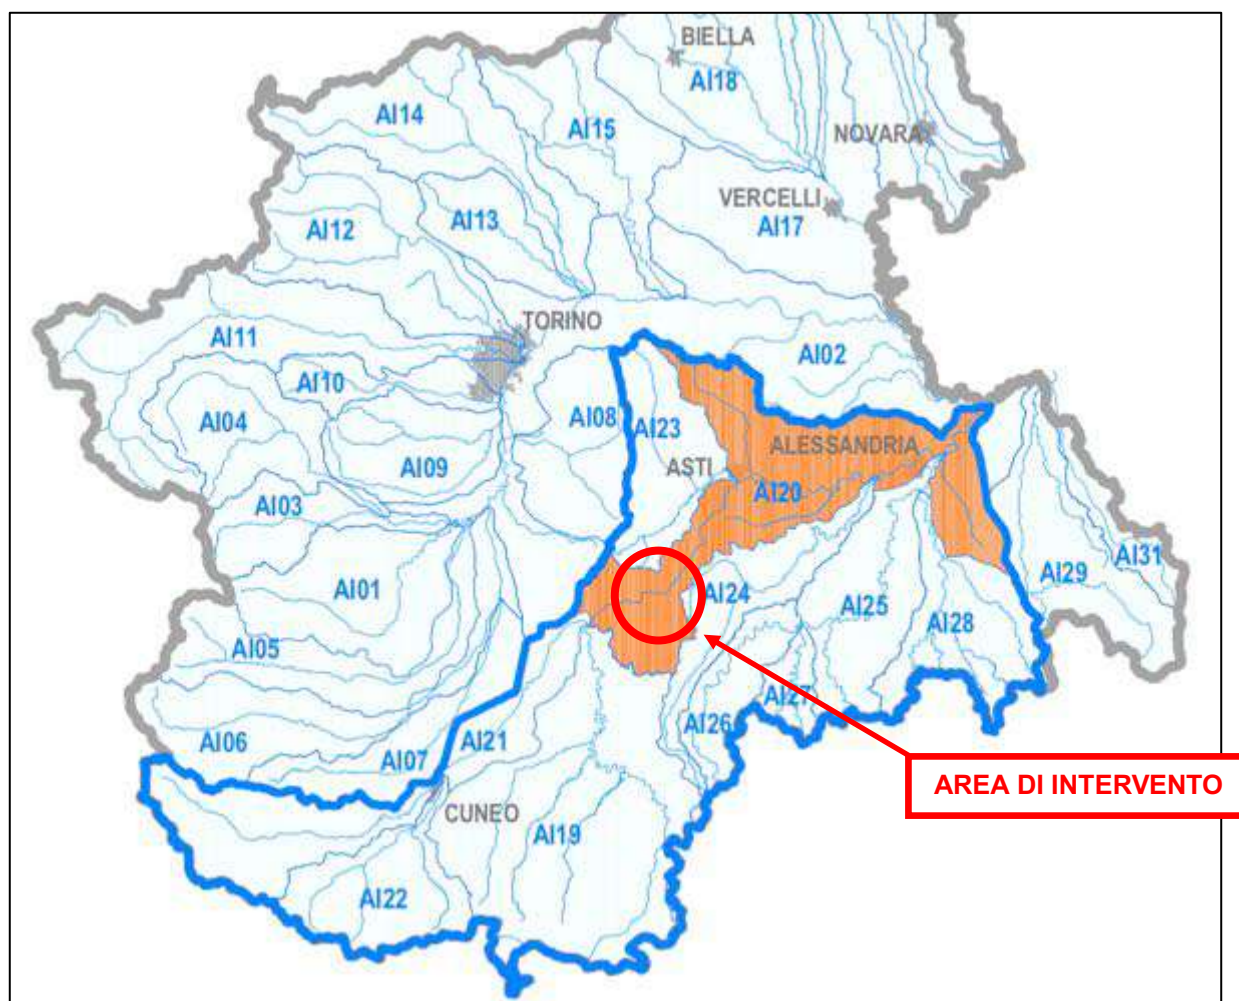 BIELLA
AI18
AI14
AI15
NOVARA
VERCELLI
AI17
AI12
AI13
TORINO
AI11
AI02
AI10
AI04
AI08
AI23
ALESSANDRIA
ASTI
AI09
AI20
AI03
AI01
AI24
AI25
AI29
AI31
AI28
AI05
AI27
AI26
AI06
AI07
AI21
AREA DI INTERVENTO
CUNEO
AI19
AI22